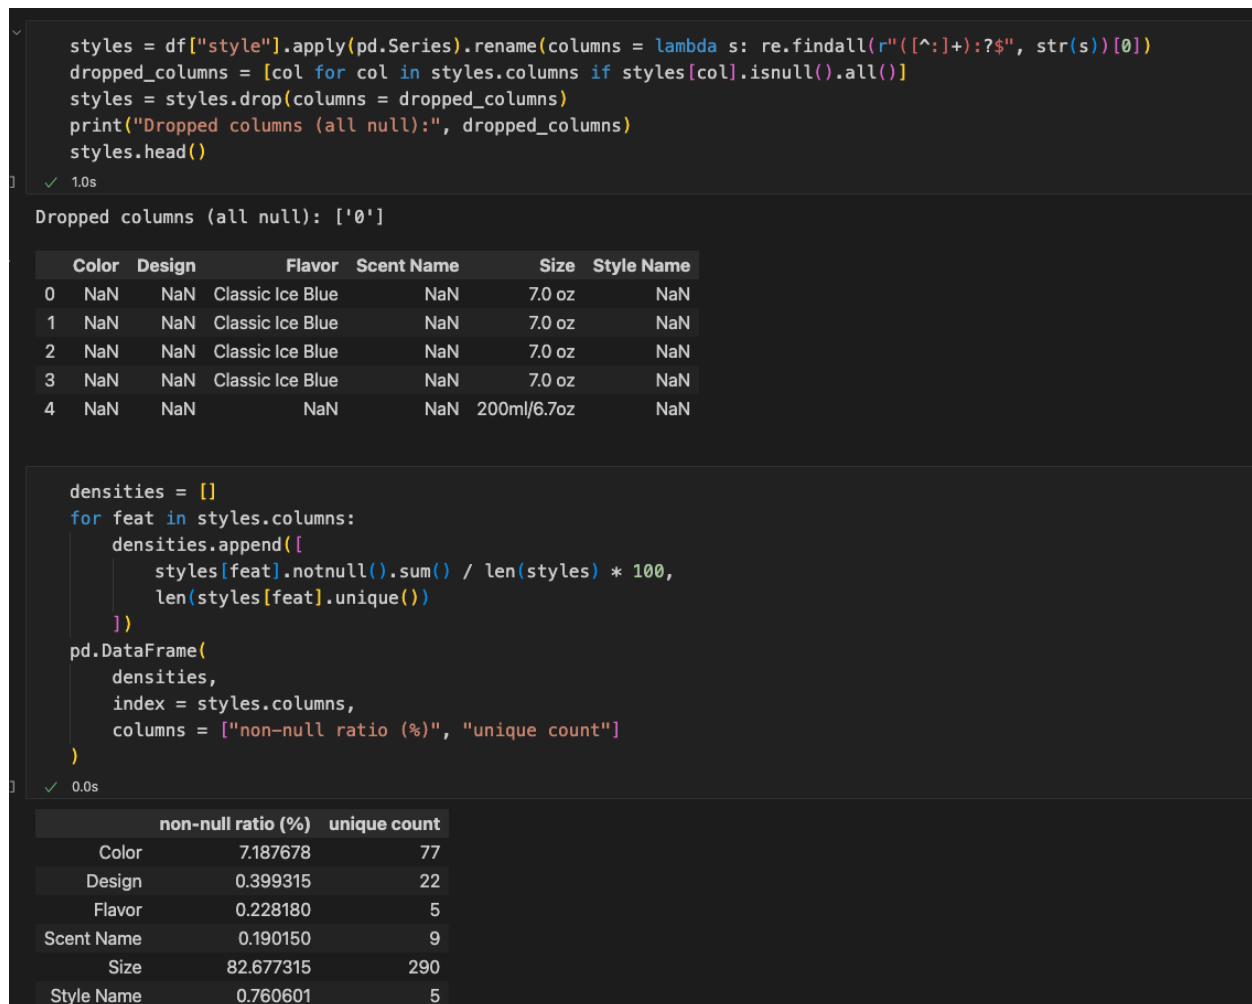 styles = df["style"].apply(pd.Series).rename(columns = lambda s: re.findall(r"([^:]+):?$", str(s))[0])
dropped_columns = [col for col in styles.columns if styles[col].isnull().all()]
styles = styles.drop(columns = dropped_columns)
print("Dropped columns (all null):", dropped_columns)
styles.head()
1.0s
Dropped columns (all null): ['0']
Color Design Flavor Scent Name Size Style Name
0 NaN NaN Classic Ice Blue NaN 7.0 oz NaN
1 NaN NaN Classic Ice Blue NaN 7.0 oz NaN
2 NaN NaN Classic Ice Blue NaN 7.0 oz NaN
3 NaN NaN Classic Ice Blue NaN 7.0 oz NaN
4 NaN NaN NaN NaN 200ml/6.7oz NaN
densities = []
for feat in styles.columns:
    densities.append([
        styles[feat].notnull().sum() / len(styles) * 100,
        len(styles[feat].unique())
    ])
pd.DataFrame(
    densities,
    index = styles.columns,
    columns = ["non-null ratio (%)", "unique count"]
)
0.0s
non-null ratio (%) unique count
Color 7.187678 77
Design 0.399315 22
Flavor 0.228180 5
Scent Name 0.190150 9
Size 82.677315 290
Style Name 0.760601 5